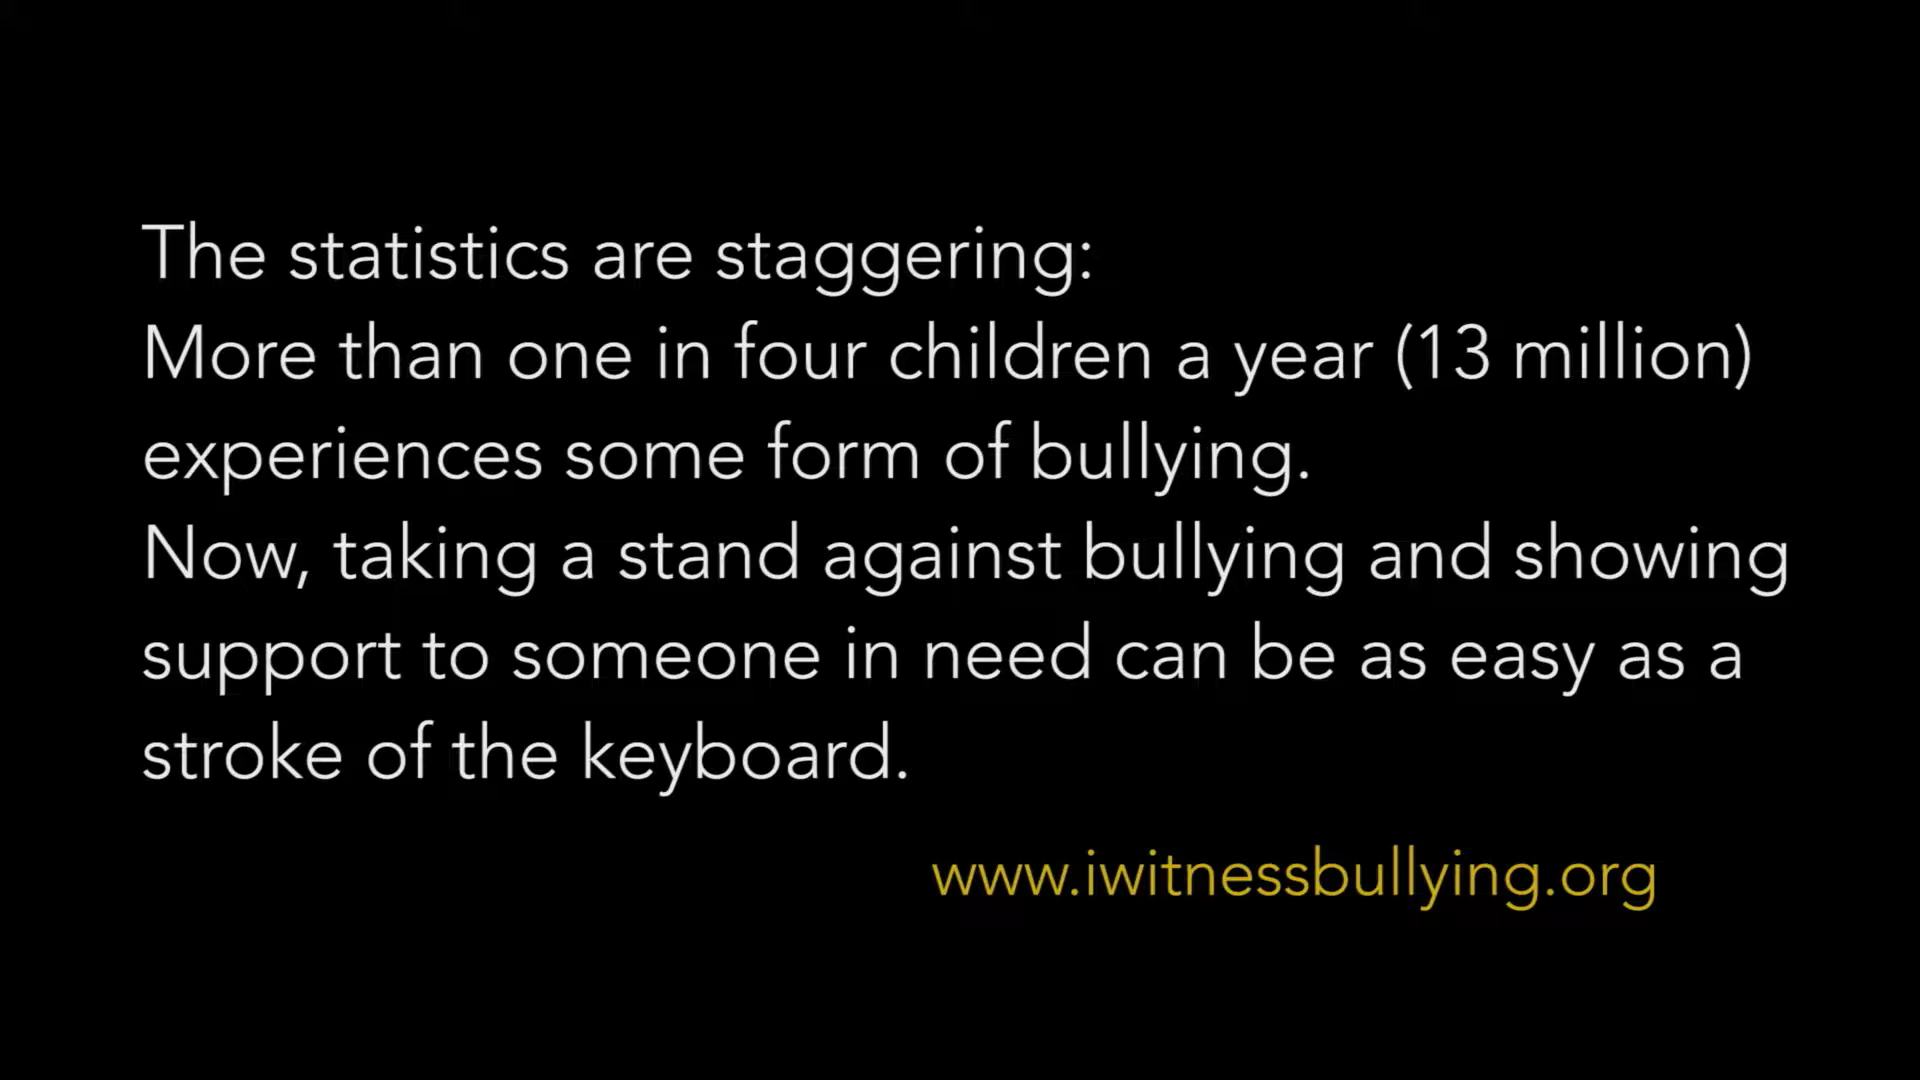 The statistics are staggering:
More than one in four children a year (13 million)
experiences some form of bullying.
Now, taking a stand against bullying and showing
support to someone in need can be as easy as a
stroke of the keyboard.
www.iwitnessbullying.org